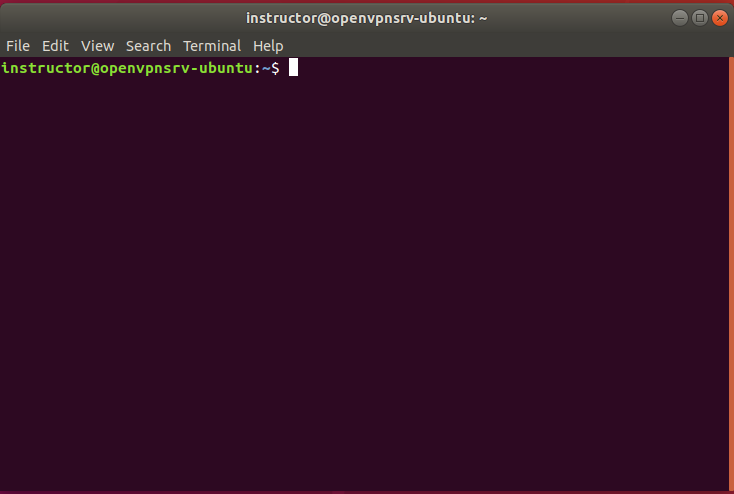 instructor@openvpnsrv-ubuntu: ~
File Edit View Search Terminal Help
instructor@openvpnsrv-ubuntu:~$